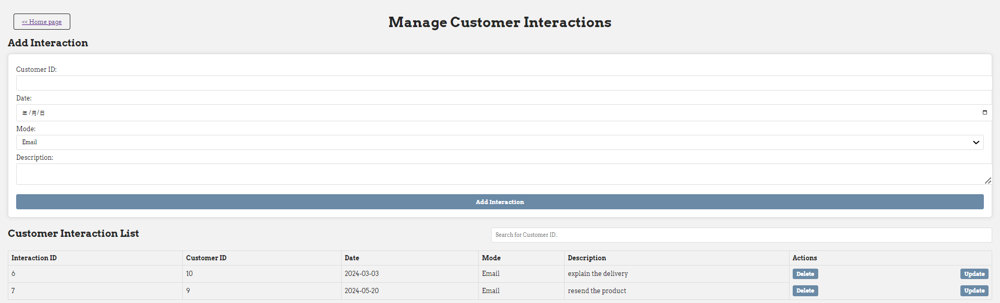 << Home page
Manage Customer Interactions
Add Interaction
Customer ID:
Date:
年 /月/日
Mode:
Email
Description:
Add Interaction
Customer Interaction List
Search for Customer ID..
Interaction ID Customer ID Date Mode Description Actions
6 10 2024-03-03 Email explain the delivery Delete Update
7 9 2024-05-20 Email resend the product Delete Update